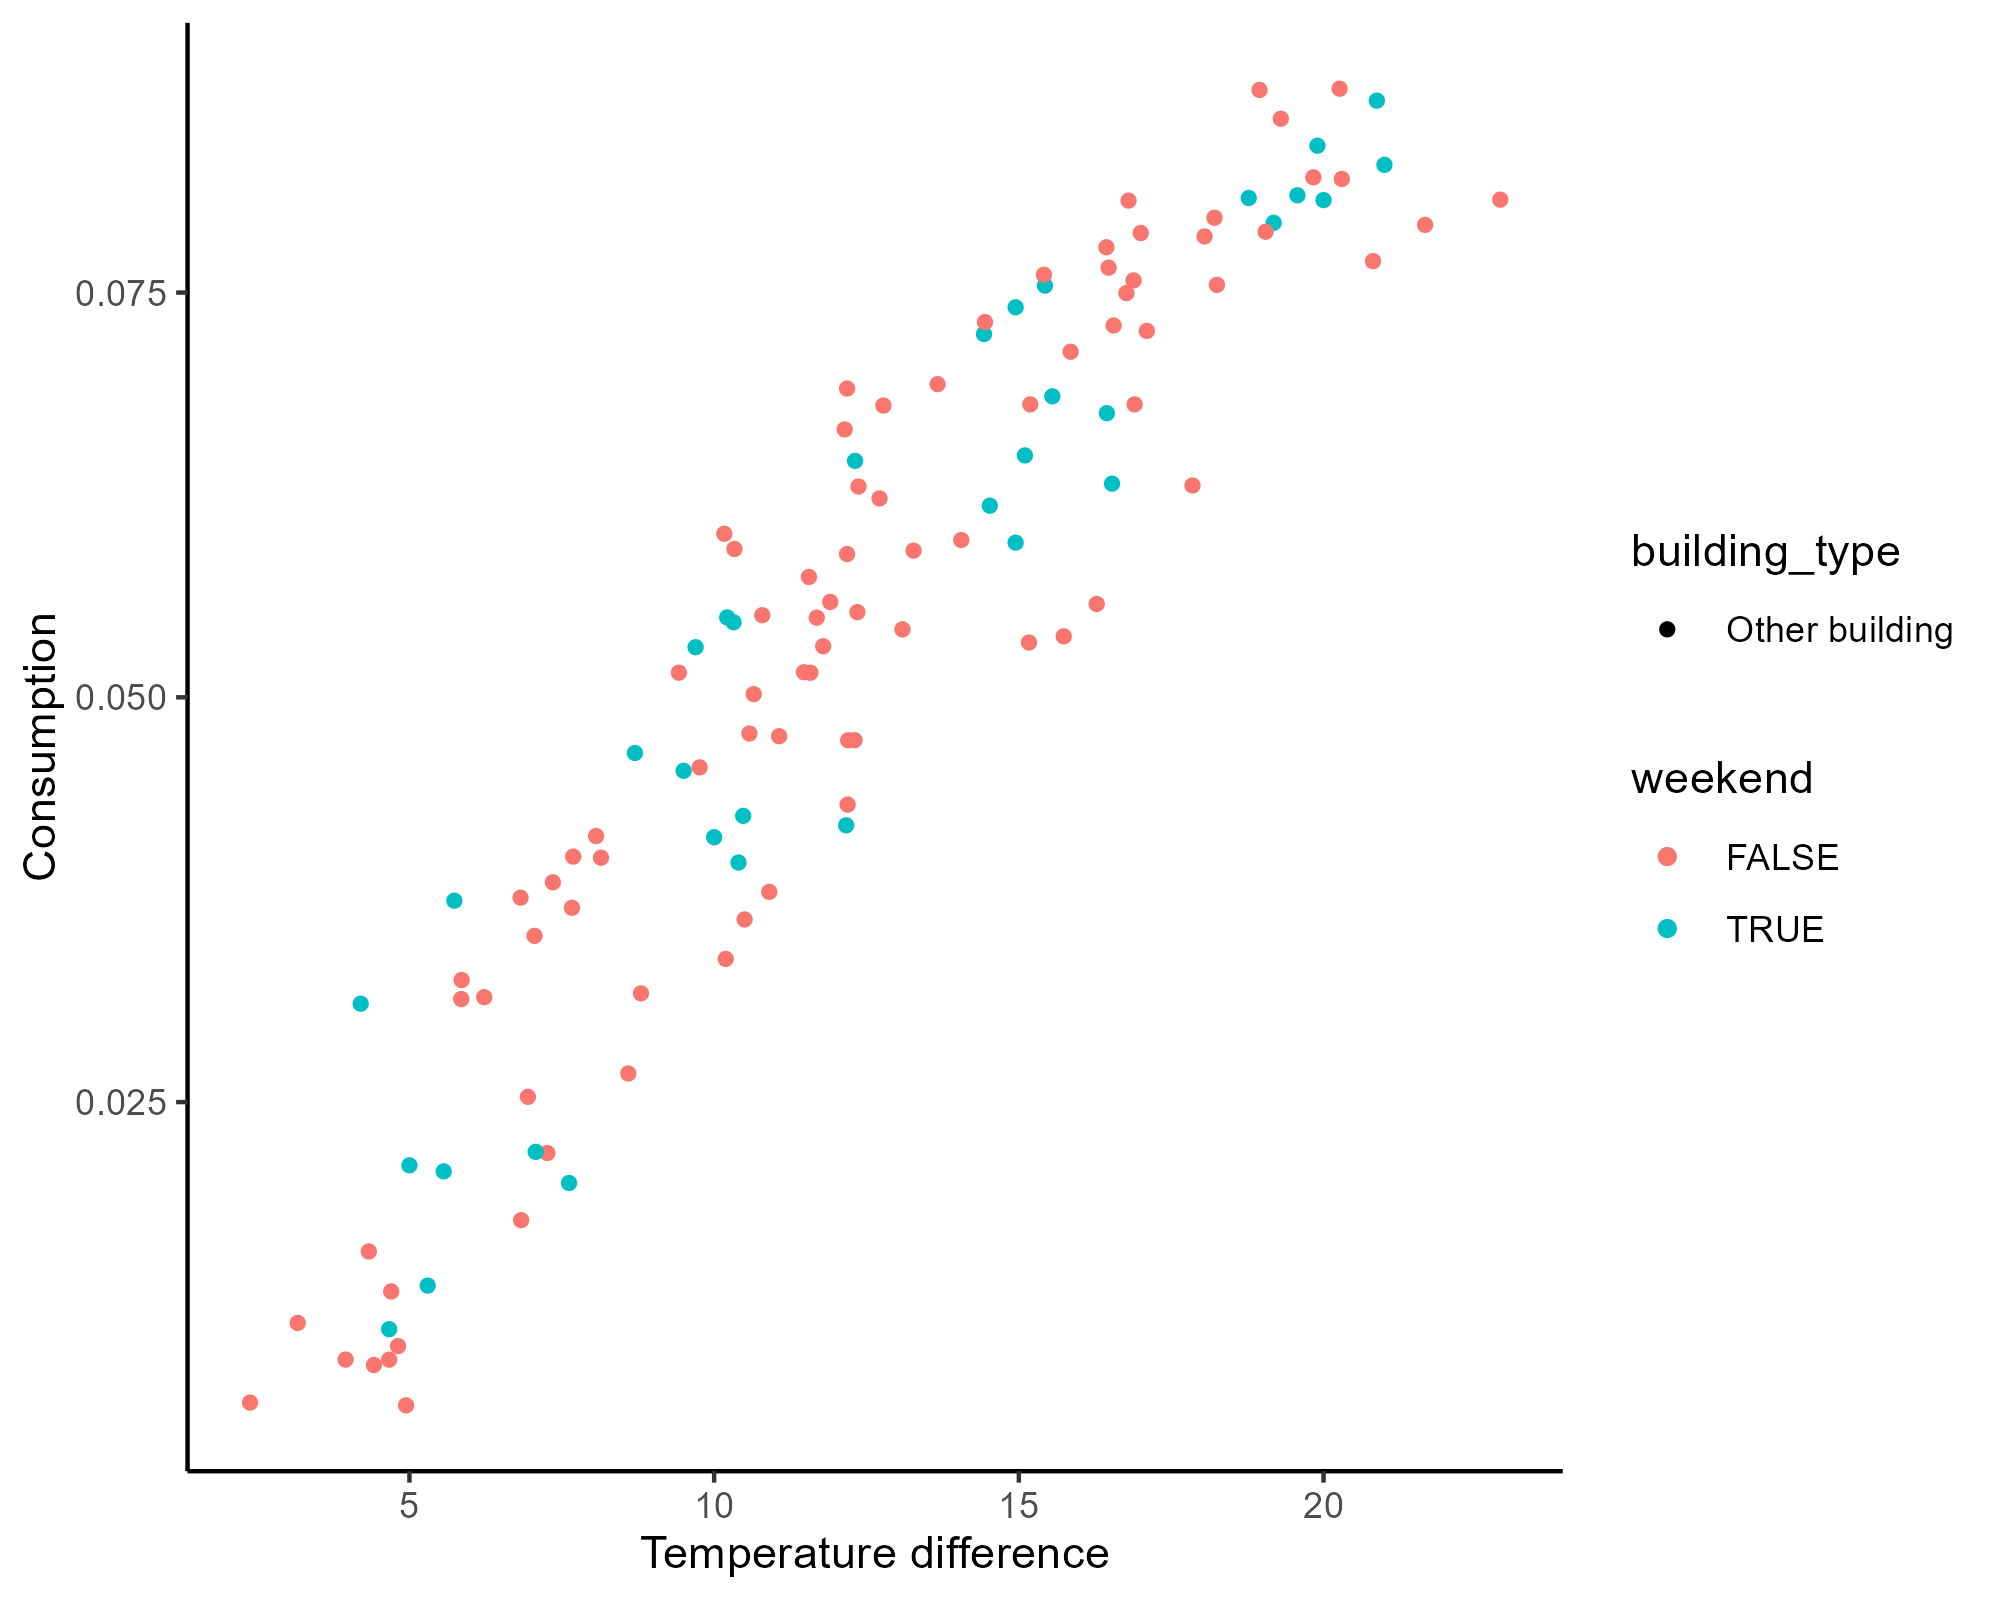 0.075
0.050
0.025
Consumption
5 10 15 20
Temperature difference
building_type
Other building
weekend
FALSE
TRUE